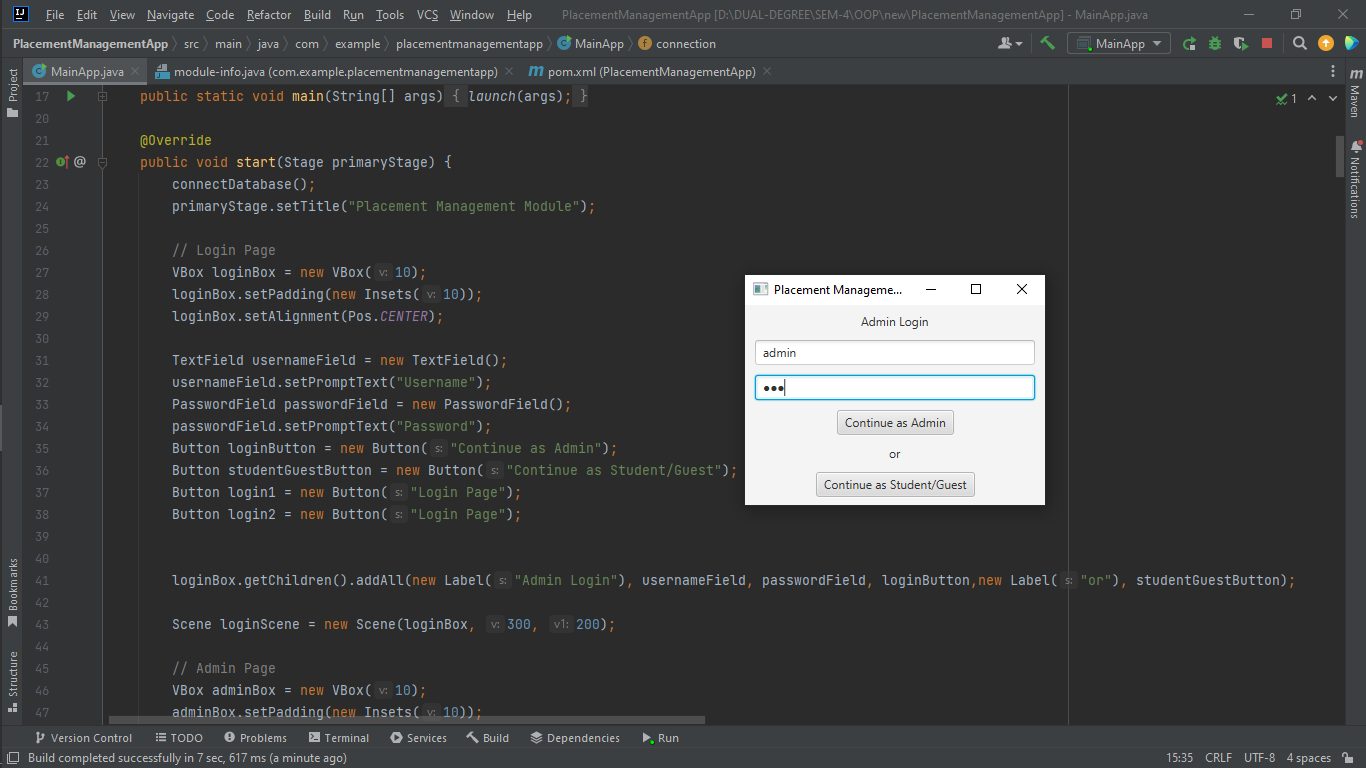 File Edit View Navigate Code Refactor Build Run Tools VCS Window Help PlacementManagementApp [D:\DUAL-DEGREE\SEM-4\OOP\new\PlacementManagementApp] - MainApp.java
PlacementManagementApp src main java com example placementmanagementapp MainApp connection MainApp
MainApp.java module-info.java (com.example.placementmanagementapp) pom.xml (PlacementManagementApp)
Project
Bookmarks
Structure
17 public static void main(String[] args) { launch(args); }
20
21 @Override
22 public void start(Stage primaryStage) {
23 connectDatabase();
24 primaryStage.setTitle("Placement Management Module");
25
26 // Login Page
27 VBox loginBox = new VBox( v: 10);
28 loginBox.setPadding(new Insets( v: 10));
29 loginBox.setAlignment(Pos.CENTER);
30
31 TextField usernameField = new TextField();
32 usernameField.setPromptText("Username");
33 PasswordField passwordField = new PasswordField();
34 passwordField.setPromptText("Password");
35 Button loginButton = new Button( s: "Continue as Admin");
36 Button studentGuestButton = new Button( s: "Continue as Student/Guest");
37 Button login1 = new Button( s: "Login Page");
38 Button login2 = new Button( s: "Login Page");
39
40
41 loginBox.getChildren().addAll(new Label( s: "Admin Login"), usernameField, passwordField, loginButton,new Label( s: "or"), studentGuestButton);
42
43 Scene loginScene = new Scene(loginBox, v: 300, v1: 200);
44
45 // Admin Page
46 VBox adminBox = new VBox( v: 10);
47 adminBox.setPadding(new Insets( v: 10));
1
Placement Manageme...
Admin Login
admin
●●●
Continue as Admin
or
Continue as Student/Guest
Maven
Notifications
Version Control TODO Problems Terminal Services Build Dependencies Run
Build completed successfully in 7 sec, 617 ms (a minute ago) 15:35 CRLF UTF-8 4 spaces